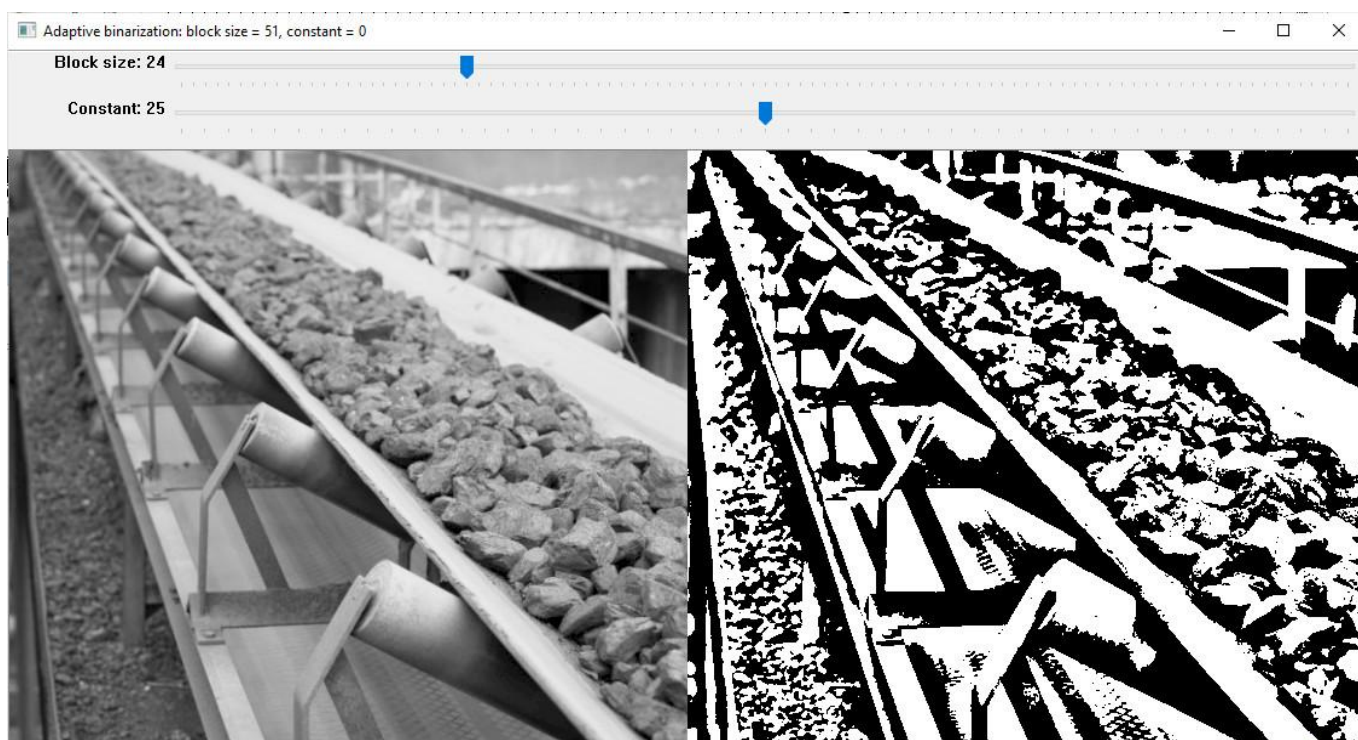 Adaptive binarization: block size = 51, constant = 0
Block size: 24
Constant: 25